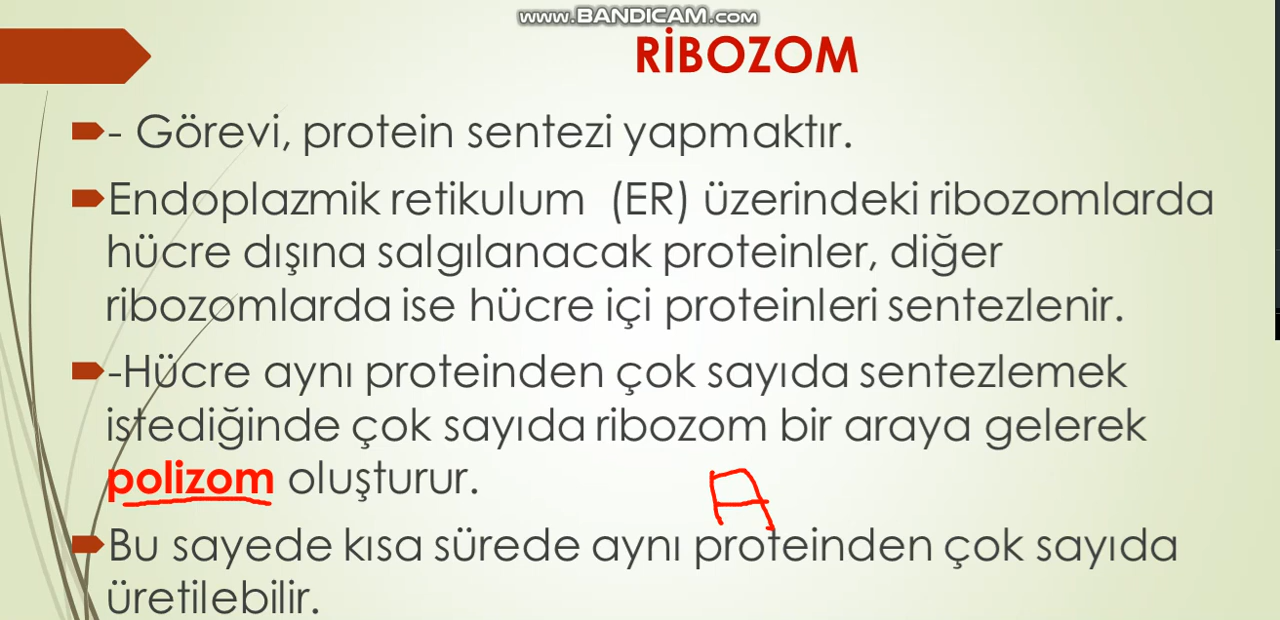 www.BANDICAM.com
RİBOZOM
- Görevi, protein sentezi yapmaktır.
Endoplazmik retikulum (ER) üzerindeki ribozomlarda
hücre dışına salgılanacak proteinler, diğer
ribozomlarda ise hücre içi proteinleri sentezlenir.
-Hücre aynı proteinden çok sayıda sentezlemek
istediğinde çok sayıda ribozom bir araya gelerek
polizom oluşturur.
A
Bu sayede kısa sürede aynı proteinden çok sayıda
üretilebilir.